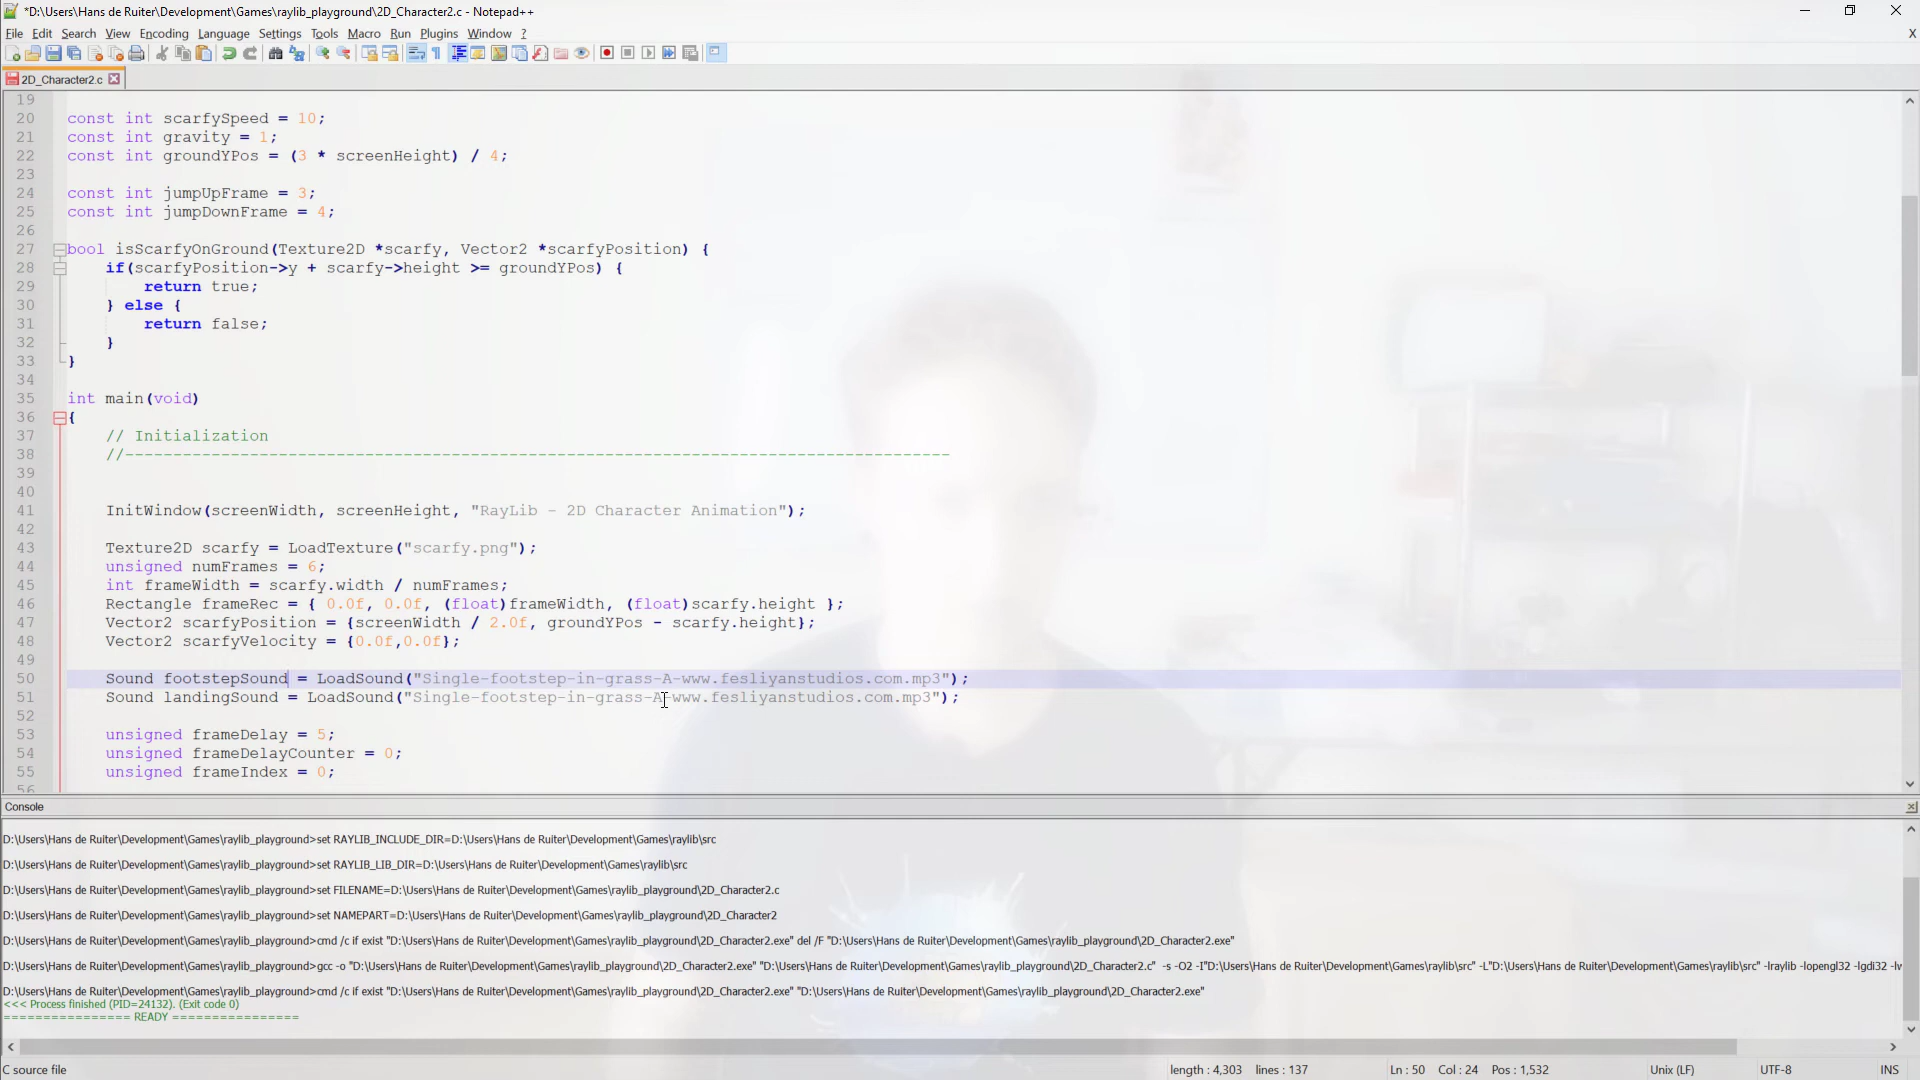 *D:\Users\Hans de Ruiter\Development\Games\raylib_playground\2D_Character2.c - Notepad++
File Edit Search View Encoding Language Settings Tools Macro Run Plugins Window ? X
2D_Character2.c
19
20 const int scarfySpeed = 10;
21 const int gravity = 1;
22 const int groundYPos = (3 * screenHeight) / 4;
23
24 const int jumpUpFrame = 3;
25 const int jumpDownFrame = 4;
26
27 bool isScarfyOnGround(Texture2D *scarfy, Vector2 *scarfyPosition) {
28 if(scarfyPosition->y + scarfy->height >= groundYPos) {
29 return true;
30 } else {
31 return false;
32 }
33 }
34
35 int main(void)
36 {
37 // Initialization
38 //--------------------------------------------------------------------------------------
39
40
41 InitWindow(screenWidth, screenHeight, "RayLib - 2D Character Animation");
42
43 Texture2D scarfy = LoadTexture("scarfy.png");
44 unsigned numFrames = 6;
45 int frameWidth = scarfy.width / numFrames;
46 Rectangle frameRec = { 0.0f, 0.0f, (float)frameWidth, (float)scarfy.height };
47 Vector2 scarfyPosition = {screenWidth / 2.0f, groundYPos - scarfy.height};
48 Vector2 scarfyVelocity = {0.0f,0.0f};
49
50 Sound footstepSound = LoadSound("Single-footstep-in-grass-A-www.fesliyanstudios.com.mp3");
51 Sound landingSound = LoadSound("Single-footstep-in-grass-A-www.fesliyanstudios.com.mp3");
52
53 unsigned frameDelay = 5;
54 unsigned frameDelayCounter = 0;
55 unsigned frameIndex = 0;
56
Console
D:\Users\Hans de Ruiter\Development\Games\raylib_playground>set RAYLIB_INCLUDE_DIR=D:\Users\Hans de Ruiter\Development\Games\raylib\src
D:\Users\Hans de Ruiter\Development\Games\raylib_playground>set RAYLIB_LIB_DIR=D:\Users\Hans de Ruiter\Development\Games\raylib\src
D:\Users\Hans de Ruiter\Development\Games\raylib_playground>set FILENAME=D:\Users\Hans de Ruiter\Development\Games\raylib_playground\2D_Character2.c
D:\Users\Hans de Ruiter\Development\Games\raylib_playground>set NAMEPART=D:\Users\Hans de Ruiter\Development\Games\raylib_playground\2D_Character2
D:\Users\Hans de Ruiter\Development\Games\raylib_playground>cmd /c if exist "D:\Users\Hans de Ruiter\Development\Games\raylib_playground\2D_Character2.exe" del /F "D:\Users\Hans de Ruiter\Development\Games\raylib_playground\2D_Character2.exe"
D:\Users\Hans de Ruiter\Development\Games\raylib_playground>gcc -o "D:\Users\Hans de Ruiter\Development\Games\raylib_playground\2D_Character2.exe" "D:\Users\Hans de Ruiter\Development\Games\raylib_playground\2D_Character2.c" -s -O2 -I"D:\Users\Hans de Ruiter\Development\Games\raylib\src" -L"D:\Users\Hans de Ruiter\Development\Games\raylib\src" -lraylib -lopengl32 -lgdi32 -lw
D:\Users\Hans de Ruiter\Development\Games\raylib_playground>cmd /c if exist "D:\Users\Hans de Ruiter\Development\Games\raylib_playground\2D_Character2.exe" "D:\Users\Hans de Ruiter\Development\Games\raylib_playground\2D_Character2.exe"
<<< Process finished (PID=24132). (Exit code 0)
================ READY ================
C source file length : 4,303 lines : 137 Ln : 50 Col : 24 Pos : 1,532 Unix (LF) UTF-8 INS